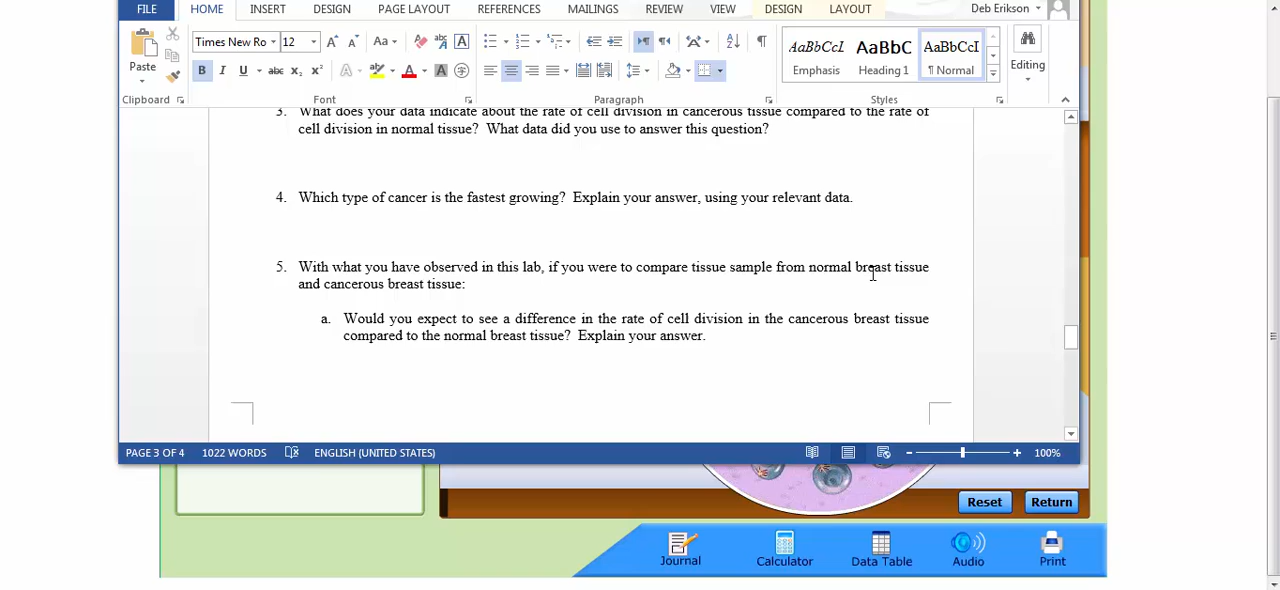 FILE HOME INSERT DESIGN PAGE LAYOUT REFERENCES MAILINGS REVIEW VIEW DESIGN LAYOUT Deb Erikson
Times New Ro 12 Aa
AaBbCcI AaBbC AaBbCcI
Paste B I U abc X₂ X² A A A Emphasis Heading 1 ¶ Normal Editing
Clipboard Font Paragraph Styles
3. What does your data indicate about the rate of cell division in cancerous tissue compared to the rate of
cell division in normal tissue? What data did you use to answer this question?
4. Which type of cancer is the fastest growing? Explain your answer, using your relevant data.
5. With what you have observed in this lab, if you were to compare tissue sample from normal breast tissue
and cancerous breast tissue:
a. Would you expect to see a difference in the rate of cell division in the cancerous breast tissue
compared to the normal breast tissue? Explain your answer.
PAGE 3 OF 4 1022 WORDS ENGLISH (UNITED STATES) 100%
Reset Return
Journal Calculator Data Table Audio Print